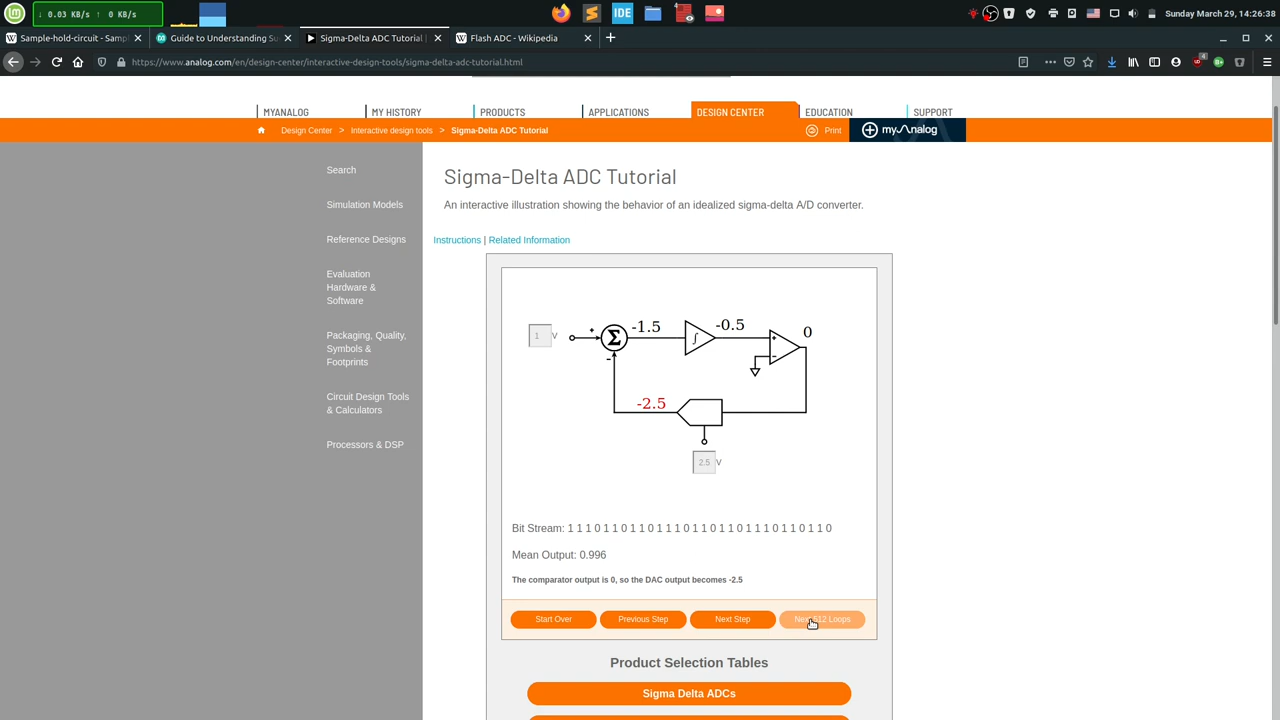 ↓ 0.03 KB/s ↑ 0 KB/s
IDE
4
Sunday March 29, 14:26:38
Sample-hold-circuit - Sampl
Guide to Understanding Su
Sigma-Delta ADC Tutorial |
Flash ADC - Wikipedia
https://www.analog.com/en/design-center/interactive-design-tools/sigma-delta-adc-tutorial.html
MYANALOG
MY HISTORY
PRODUCTS
APPLICATIONS
DESIGN CENTER
EDUCATION
SUPPORT
Design Center > Interactive design tools > Sigma-Delta ADC Tutorial
Print
myAnalog
Search
Simulation Models
Reference Designs
Evaluation
Hardware &
Software
Packaging, Quality,
Symbols &
Footprints
Circuit Design Tools
& Calculators
Processors & DSP
Sigma-Delta ADC Tutorial
An interactive illustration showing the behavior of an idealized sigma-delta A/D converter.
Instructions | Related Information
1 V
+
Σ
-
-1.5
∫
-0.5
+
-
0
-2.5
2.5 V
Bit Stream: 1 1 1 0 1 1 0 1 1 0 1 1 1 0 1 1 0 1 1 0 1 1 1 0 1 1 0 1 1 0
Mean Output: 0.996
The comparator output is 0, so the DAC output becomes -2.5
Start Over
Previous Step
Next Step
Next 512 Loops
Product Selection Tables
Sigma Delta ADCs